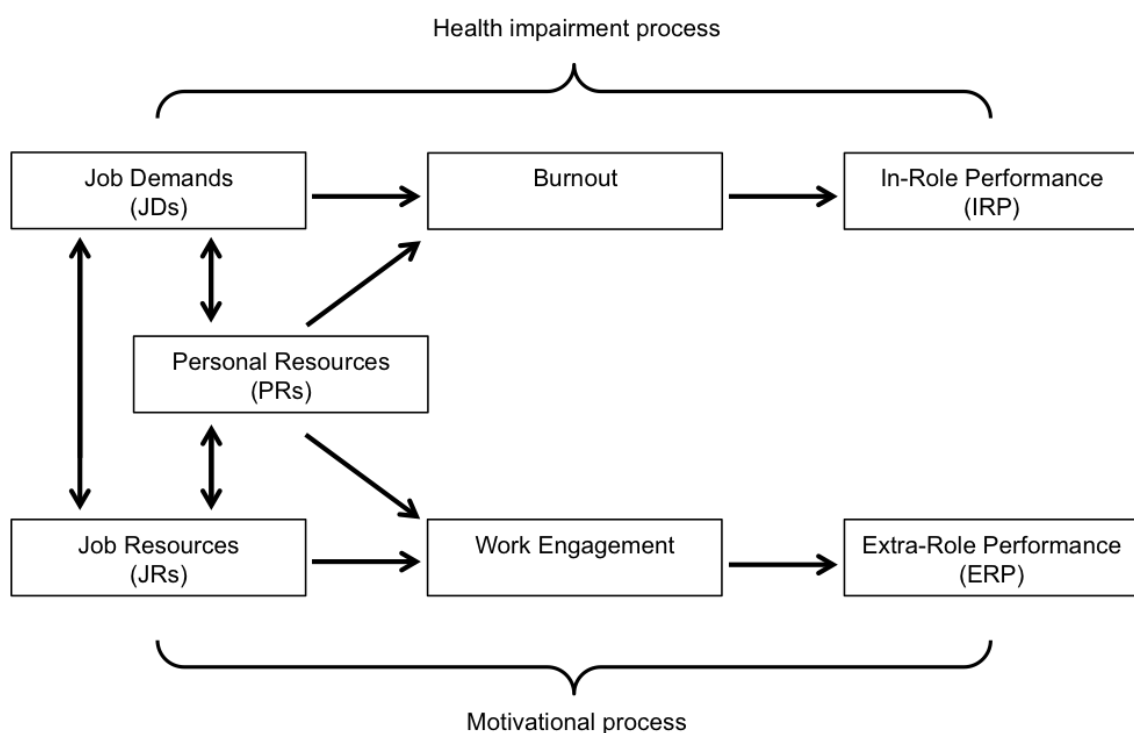 Health impairment process
Job Demands
(JDs)
Burnout
In-Role Performance
(IRP)
Personal Resources
(PRs)
Job Resources
(JRs)
Work Engagement
Extra-Role Performance
(ERP)
Motivational process